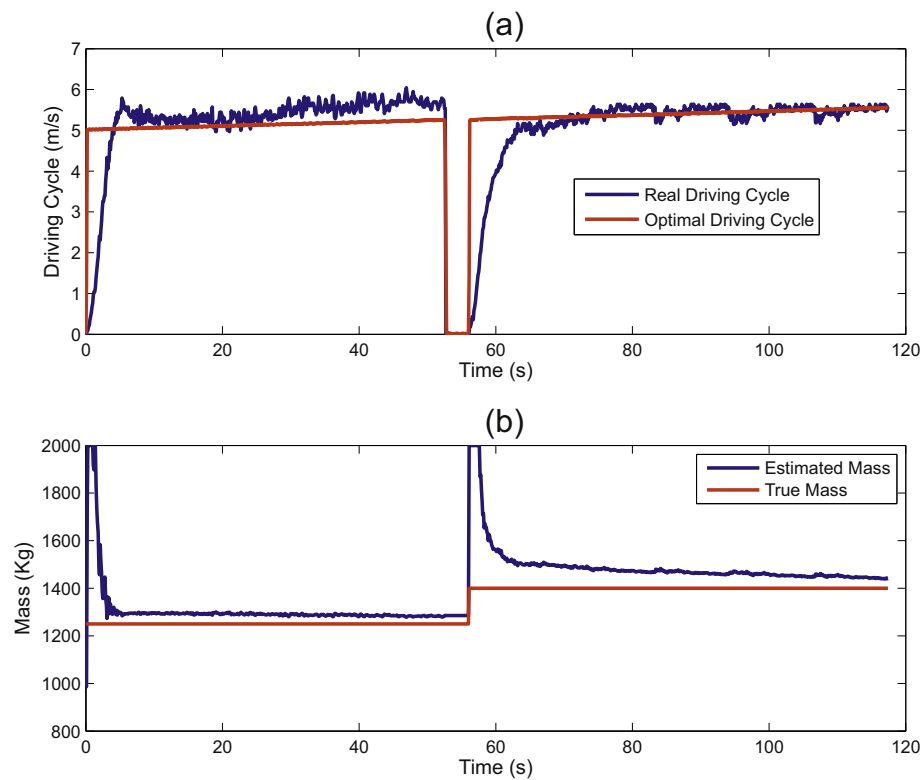 (a)
Driving Cycle (m/s)
7
6
5
4
3
2
1
0
Real Driving Cycle
Optimal Driving Cycle
0 20 40 60 80 100 120
Time (s)
(b)
Mass (Kg)
2000
1800
1600
1400
1200
1000
800
Estimated Mass
True Mass
0 20 40 60 80 100 120
Time (s)